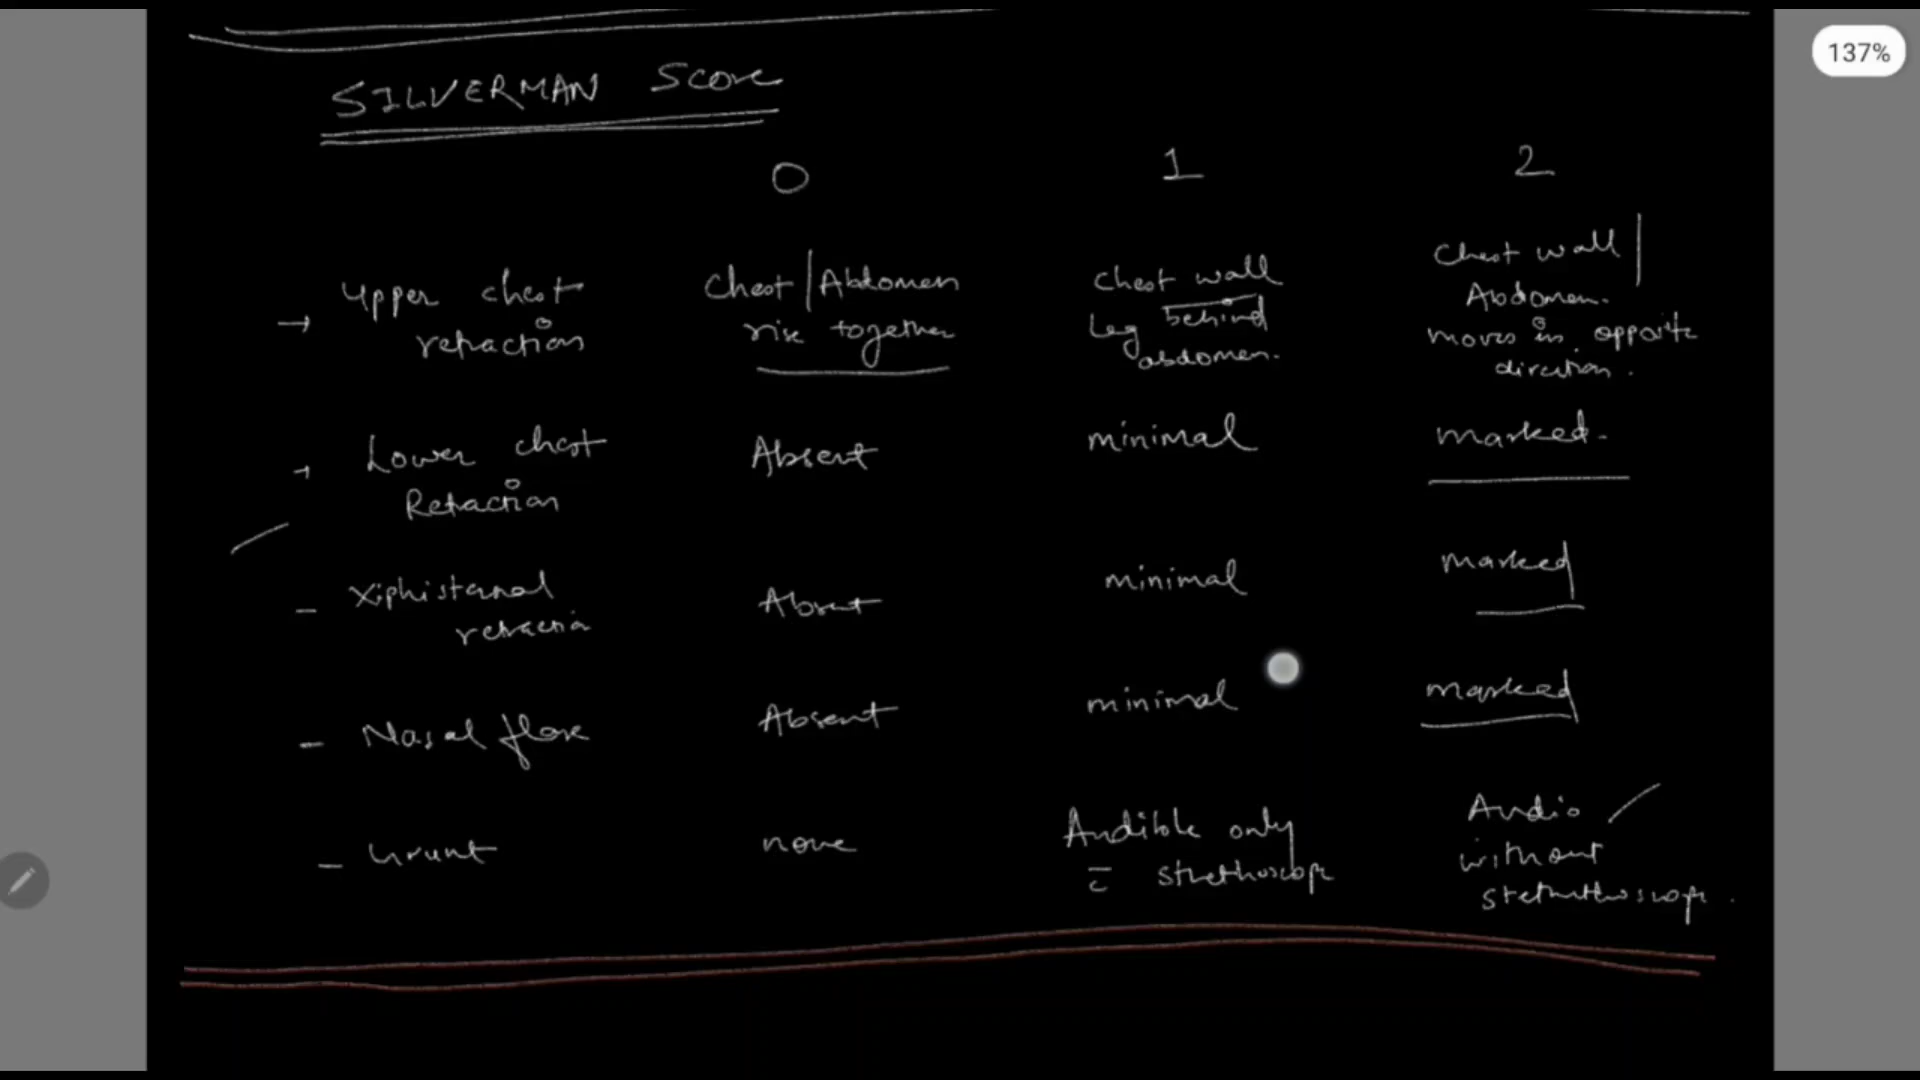 137%
SILVERMAN Score
0 1 2
→ Upper chest retraction
Chest/Abdomen rise together
Chest wall leg behind abdomen.
Chest wall/ Abdomen. moves in opposite direction.
→ Lower chest Retraction
Absent
minimal
marked.
- Xiphisternal retraction
Absent
minimal
marked
- Nasal flare
Absent
minimal
marked
- Grunt
none
Audible only c̄ stethoscope
Audio without stethoscope.